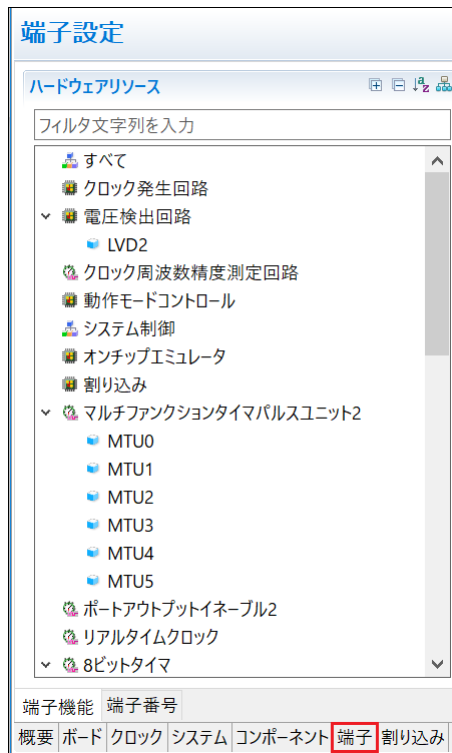 端子設定
ハードウェアリソース
フィルタ文字列を入力
すべて
クロック発生回路
電圧検出回路
LVD2
クロック周波数精度測定回路
動作モードコントロール
システム制御
オンチップエミュレータ
割り込み
マルチファンクションタイマパルスユニット2
MTU0
MTU1
MTU2
MTU3
MTU4
MTU5
ポートアウトプットイネーブル2
リアルタイムクロック
8ビットタイマ
端子機能 端子番号
概要 ボード クロック システム コンポーネント 端子 割り込み